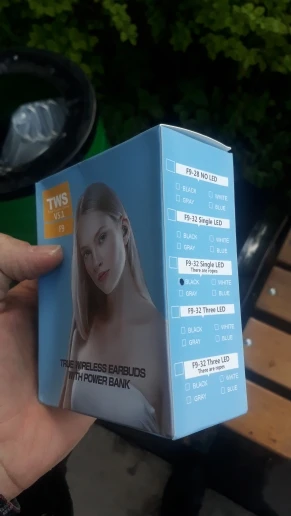 TWS
V5.2
F9
TRUE WIRELESS EARBUDS
WITH POWER BANK
F9-28 NO LED
BLACK WHITE
GRAY BLUE
F9-32 Single LED
BLACK WHITE
GRAY BLUE
F9-32 Single LED
There are ropes
BLACK WHITE
GRAY BLUE
F9-32 Three LED
BLACK WHITE
GRAY BLUE
F9-32 Three LED
There are ropes
BLACK WHITE
GRAY BLUE